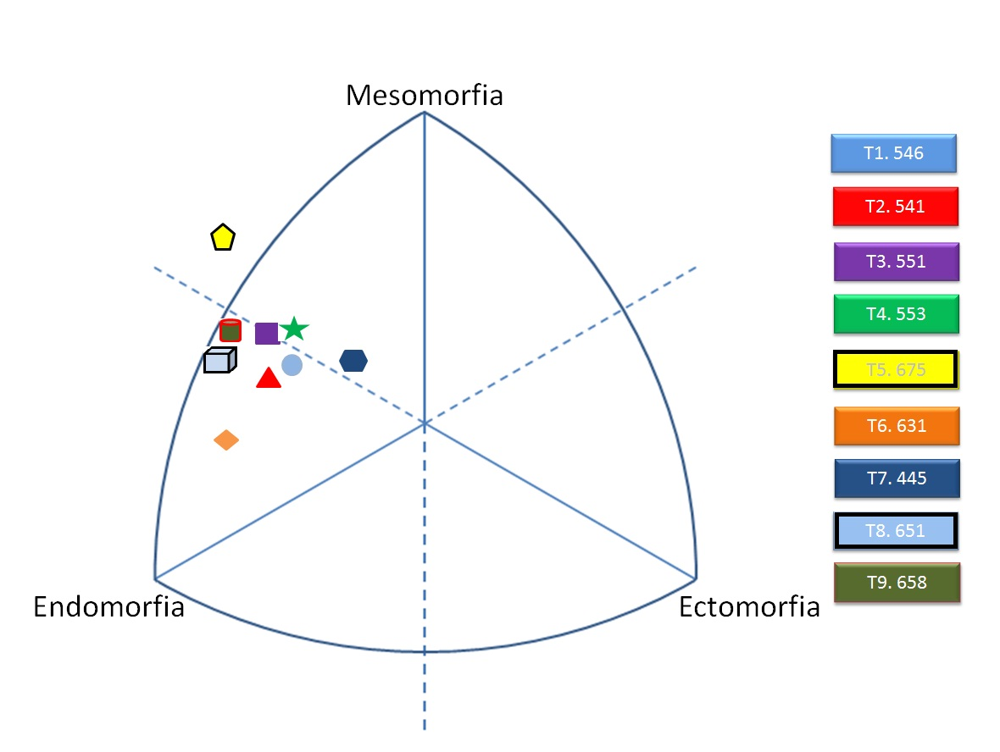 Mesomorfia
T1. 546
T2. 541
T3. 551
T4. 553
T5. 675
T6. 631
T7. 445
T8. 651
T9. 658
Endomorfia
Ectomorfia